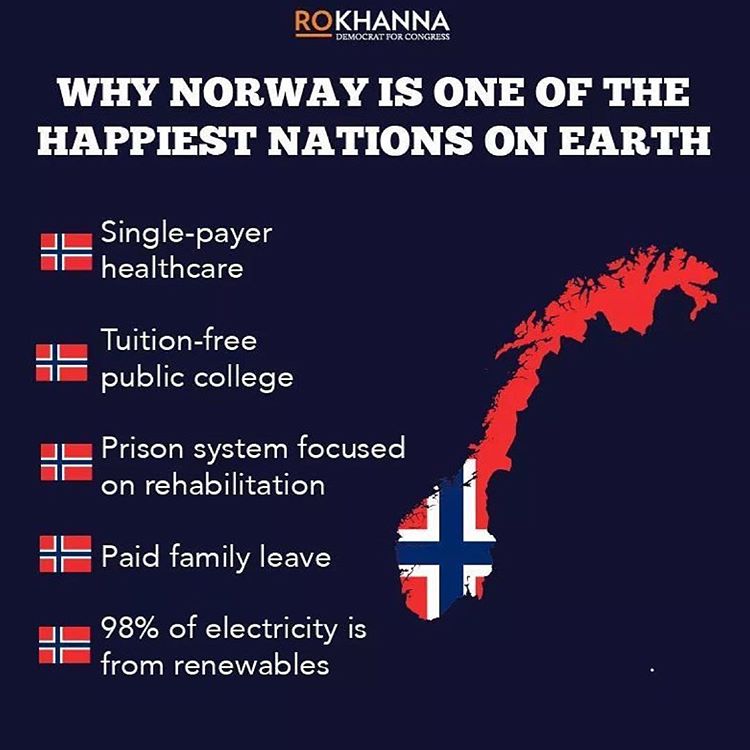 ROKHANNA
DEMOCRAT FOR CONGRESS
WHY NORWAY IS ONE OF THE
HAPPIEST NATIONS ON EARTH
Single-payer
healthcare
Tuition-free
public college
Prison system focused
on rehabilitation
Paid family leave
98% of electricity is
from renewables